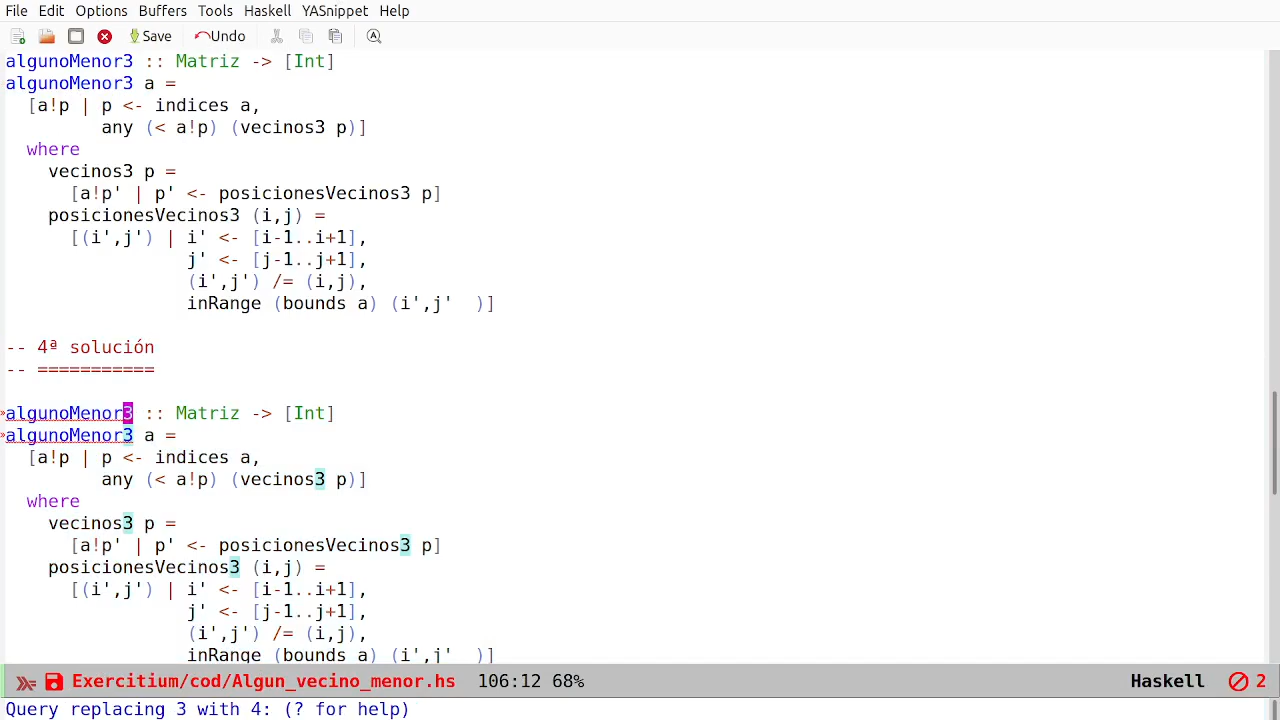 File Edit Options Buffers Tools Haskell YASnippet Help
Save Undo
algunoMenor3 :: Matriz -> [Int]
algunoMenor3 a =
  [a!p | p <- indices a,
         any (< a!p) (vecinos3 p)]
  where
    vecinos3 p =
      [a!p' | p' <- posicionesVecinos3 p]
    posicionesVecinos3 (i,j) =
      [(i',j') | i' <- [i-1..i+1],
                 j' <- [j-1..j+1],
                 (i',j') /= (i,j),
                 inRange (bounds a) (i',j'  )]
-- 4ª solución
-- ===========
algunoMenor3 :: Matriz -> [Int]
algunoMenor3 a =
  [a!p | p <- indices a,
         any (< a!p) (vecinos3 p)]
  where
    vecinos3 p =
      [a!p' | p' <- posicionesVecinos3 p]
    posicionesVecinos3 (i,j) =
      [(i',j') | i' <- [i-1..i+1],
                 j' <- [j-1..j+1],
                 (i',j') /= (i,j),
                 inRange (bounds a) (i',j'  )]
Exercitium/cod/Algun_vecino_menor.hs 106:12 68% Haskell 2
Query replacing 3 with 4: (? for help)